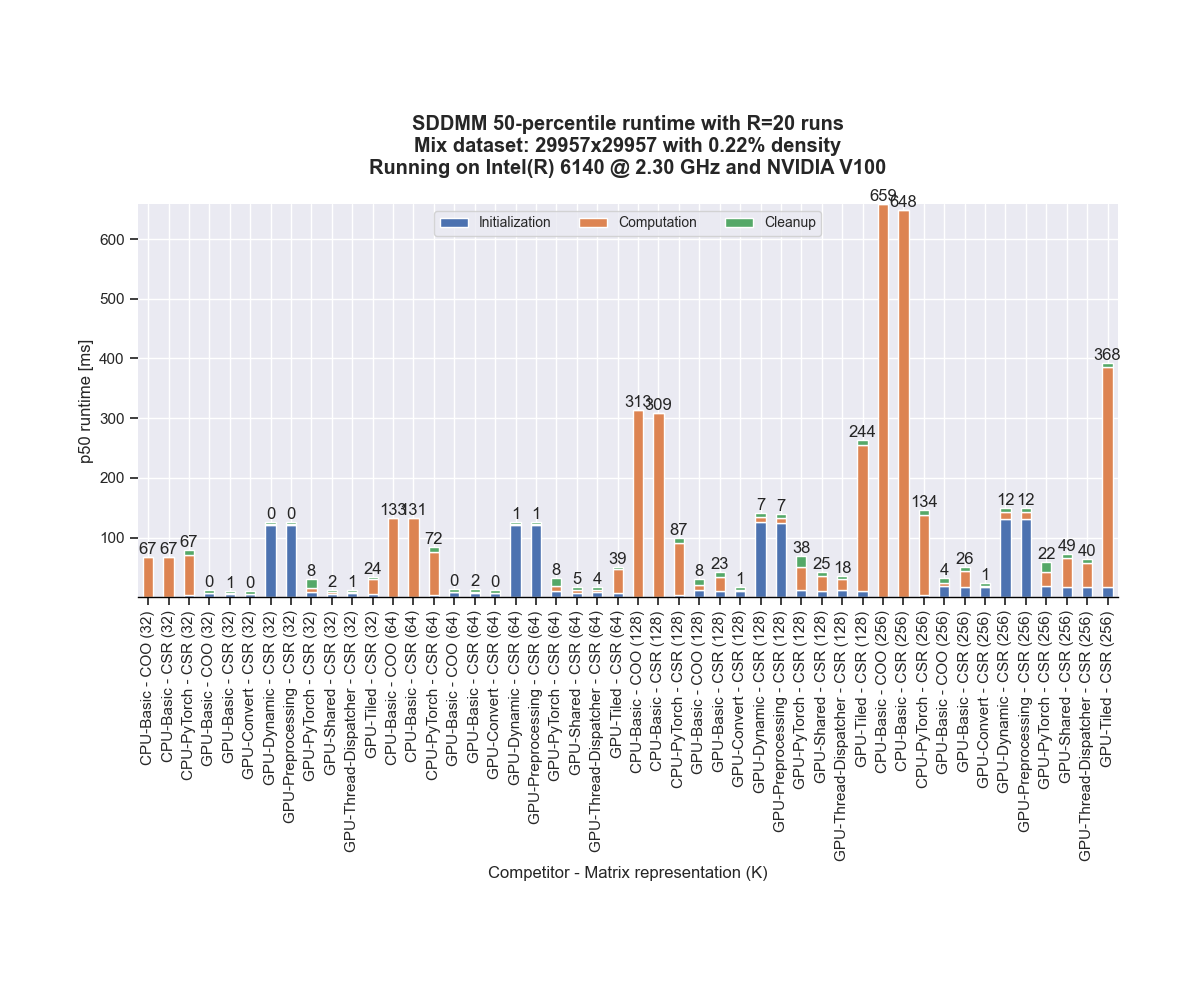 SDDMM 50-percentile runtime with R=20 runs
Mix dataset: 29957x29957 with 0.22% density
Running on Intel(R) 6140 @ 2.30 GHz and NVIDIA V100
Initialization
Computation
Cleanup
p50 runtime [ms]
600
500
400
300
200
100
67
67
67
0
1
0
0
0
8
2
1
24
133
131
72
0
2
0
1
1
8
5
4
39
313
309
87
8
23
1
7
7
38
25
18
244
659
648
134
4
26
1
12
12
22
49
40
368
CPU-Basic - COO (32)
CPU-Basic - CSR (32)
CPU-PyTorch - CSR (32)
GPU-Basic - COO (32)
GPU-Basic - CSR (32)
GPU-Convert - CSR (32)
GPU-Dynamic - CSR (32)
GPU-Preprocessing - CSR (32)
GPU-PyTorch - CSR (32)
GPU-Shared - CSR (32)
GPU-Thread-Dispatcher - CSR (32)
GPU-Tiled - CSR (32)
CPU-Basic - COO (64)
CPU-Basic - CSR (64)
CPU-PyTorch - CSR (64)
GPU-Basic - COO (64)
GPU-Basic - CSR (64)
GPU-Convert - CSR (64)
GPU-Dynamic - CSR (64)
GPU-Preprocessing - CSR (64)
GPU-PyTorch - CSR (64)
GPU-Shared - CSR (64)
GPU-Thread-Dispatcher - CSR (64)
GPU-Tiled - CSR (64)
CPU-Basic - COO (128)
CPU-Basic - CSR (128)
CPU-PyTorch - CSR (128)
GPU-Basic - COO (128)
GPU-Basic - CSR (128)
GPU-Convert - CSR (128)
GPU-Dynamic - CSR (128)
GPU-Preprocessing - CSR (128)
GPU-PyTorch - CSR (128)
GPU-Shared - CSR (128)
GPU-Thread-Dispatcher - CSR (128)
GPU-Tiled - CSR (128)
CPU-Basic - COO (256)
CPU-Basic - CSR (256)
CPU-PyTorch - CSR (256)
GPU-Basic - COO (256)
GPU-Basic - CSR (256)
GPU-Convert - CSR (256)
GPU-Dynamic - CSR (256)
GPU-Preprocessing - CSR (256)
GPU-PyTorch - CSR (256)
GPU-Shared - CSR (256)
GPU-Thread-Dispatcher - CSR (256)
GPU-Tiled - CSR (256)
Competitor - Matrix representation (K)